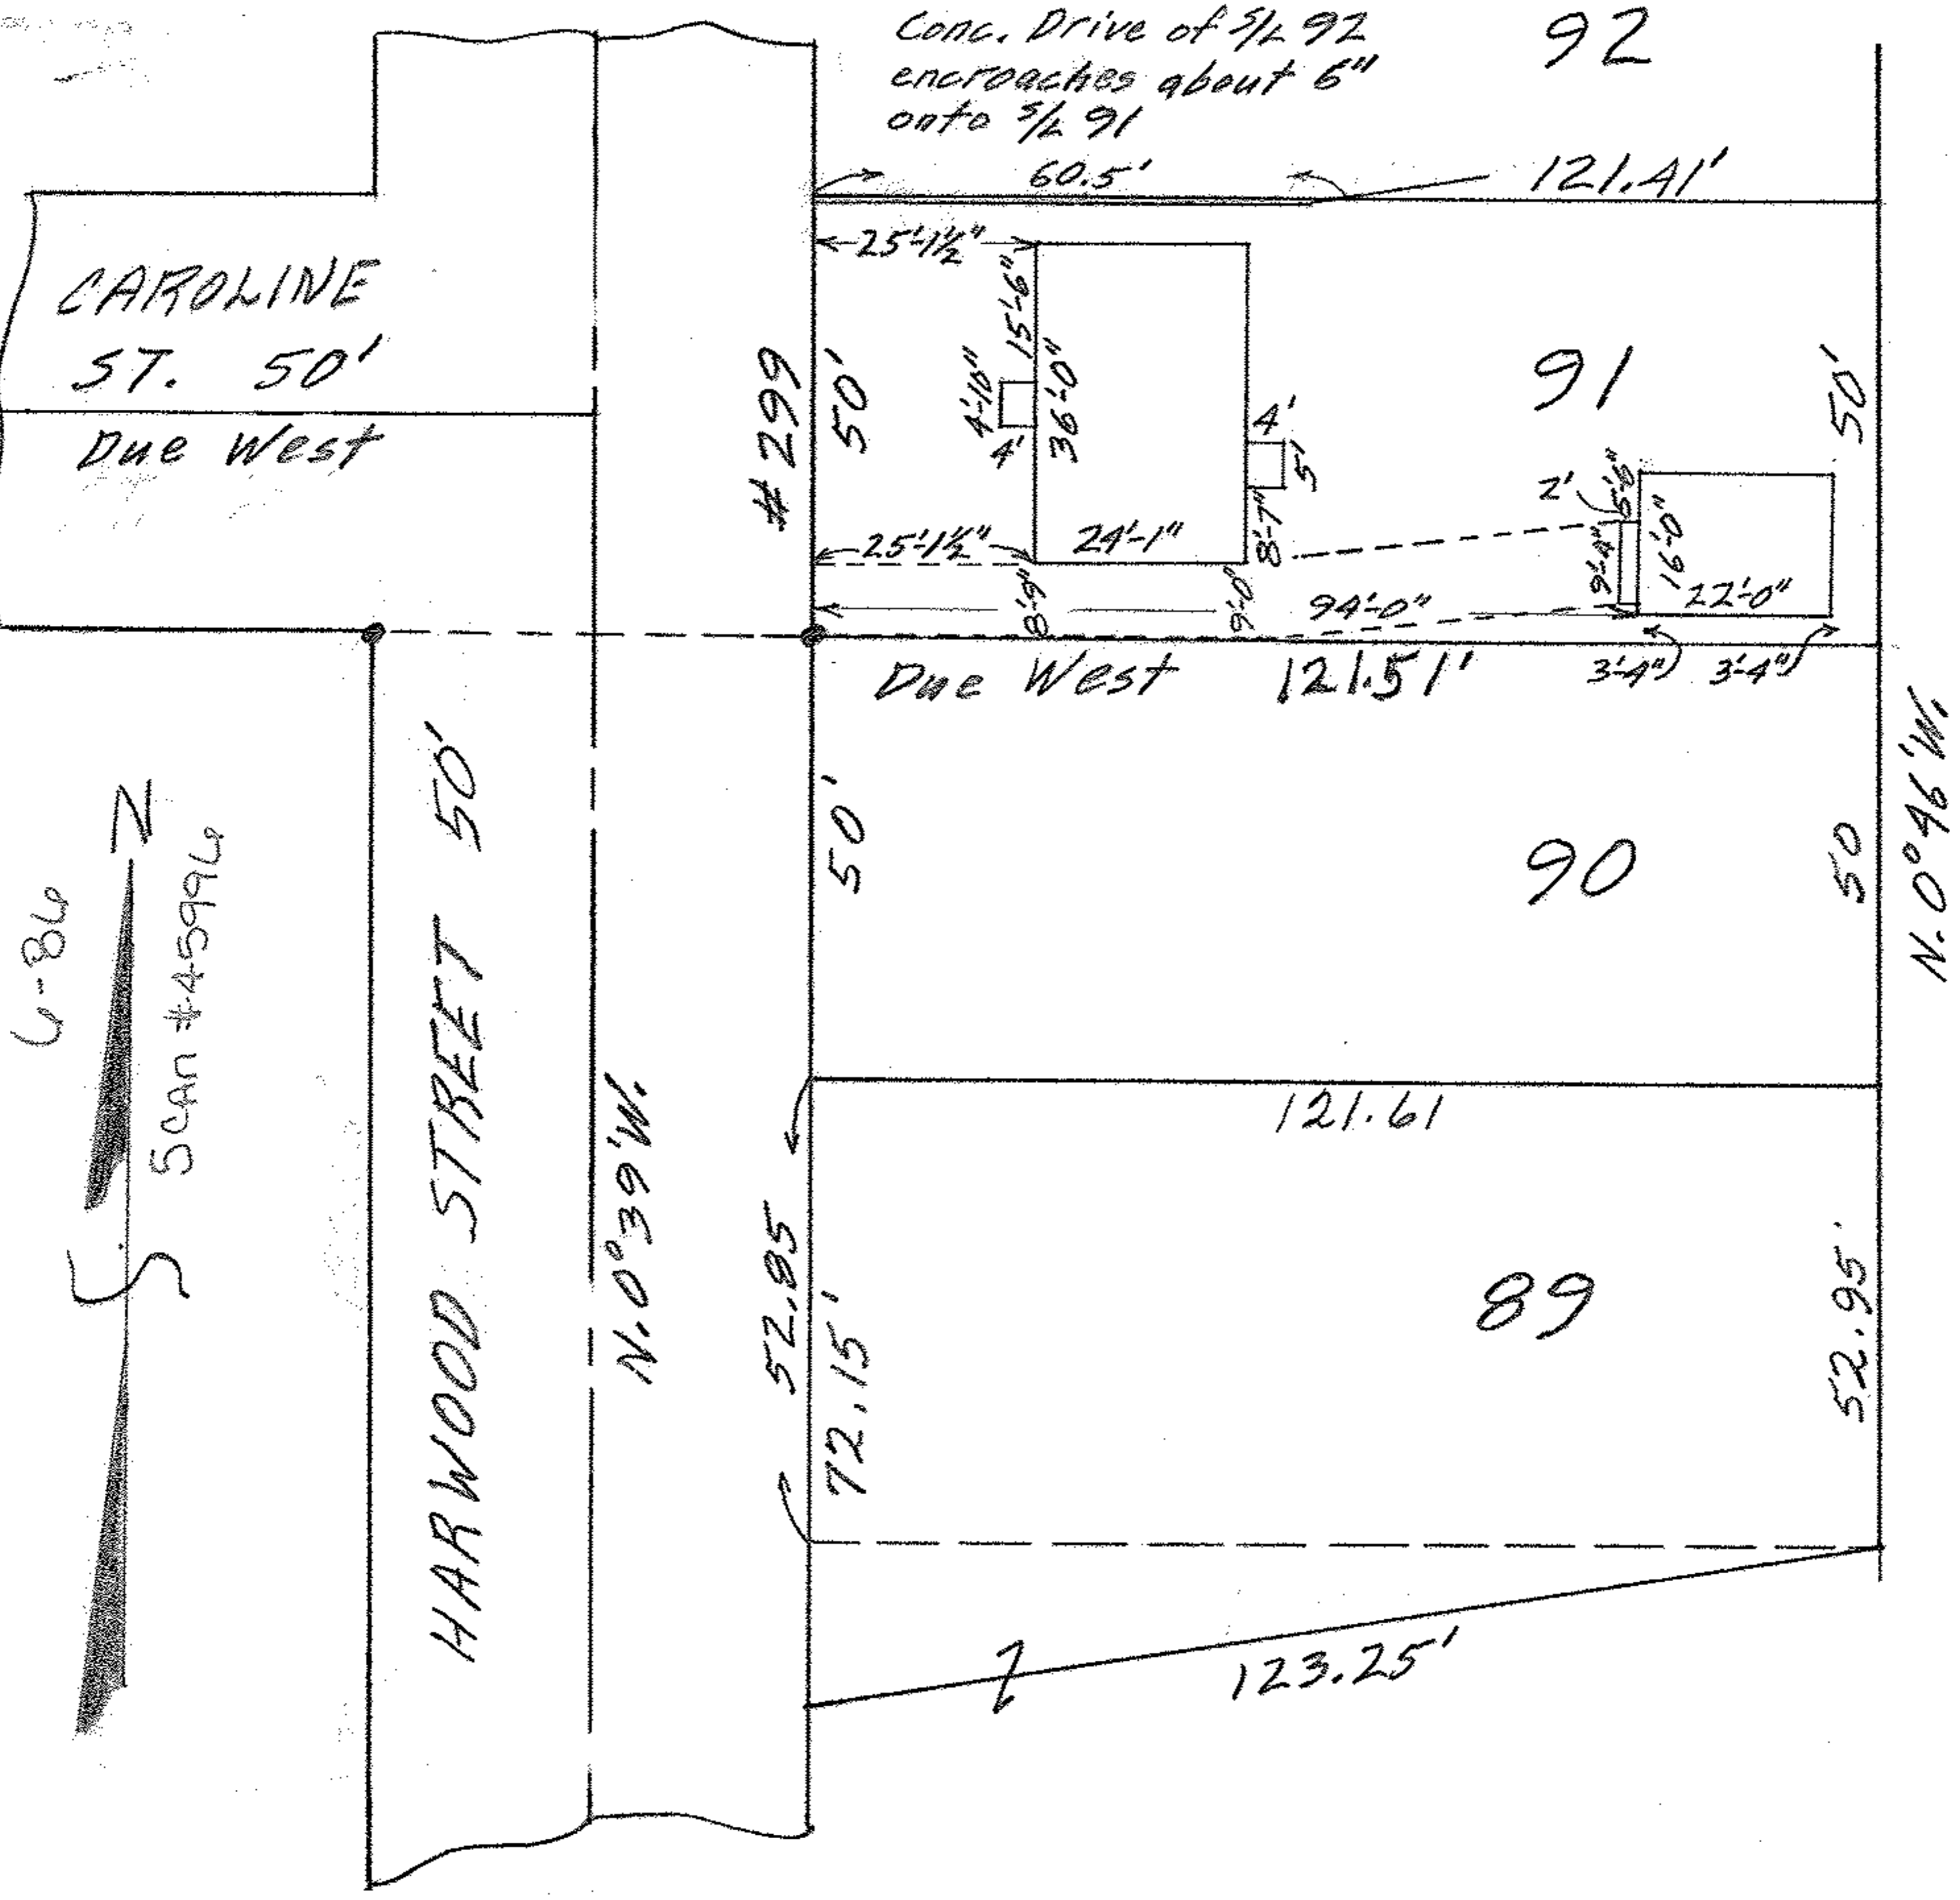 Conc. Drive of S/L 92
encroaches about 6"
onto S/L 91
92
60.5'
121.41'
CAROLINE
ST. 50'
Due West
# 299
50'
25'-1½"
15'-6"
4'-10"
4'
36'-0"
4'
5'
8'-7"
24'-1"
25'-1½"
8'-9"
9'-0"
91
50'
2'
5'-6"
9'-4"
16'-0"
22'-0"
94'-0"
3'-4"
3'-4"
Due West 121.51'
N. 0° 46' W.
50'
90
50
121.61
HARWOOD STREET 50'
N. 0° 39' W.
52.85
72.15'
89
52.95'
123.25'
N
S
6-86
SCAN #45996